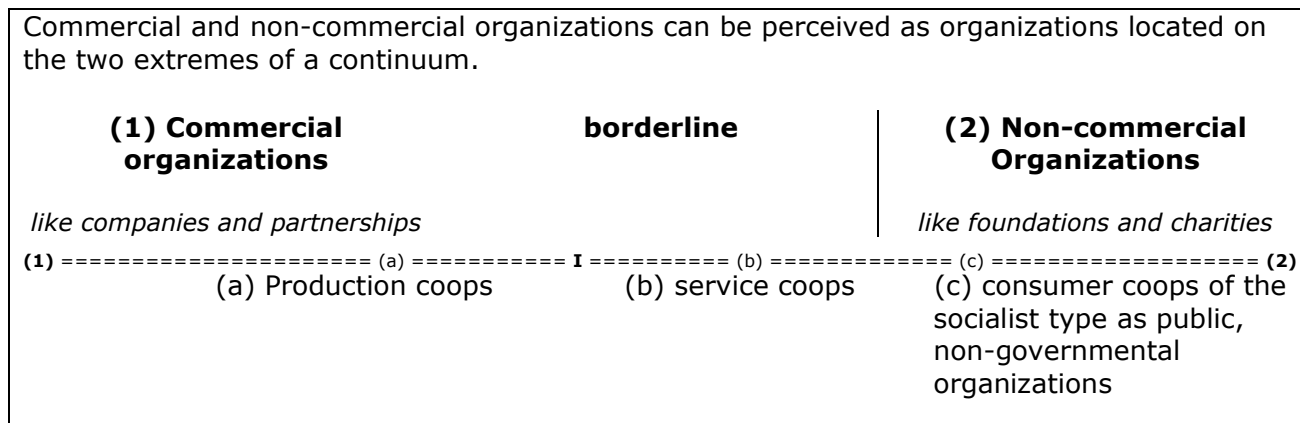 Commercial and non-commercial organizations can be perceived as organizations located on
the two extremes of a continuum.
(1) Commercial organizations
borderline
(2) Non-commercial Organizations
like companies and partnerships
like foundations and charities
(1) ====================== (a) =========== I ========== (b) ============= (c) =================== (2)
(a) Production coops
(b) service coops
(c) consumer coops of the
socialist type as public,
non-governmental
organizations